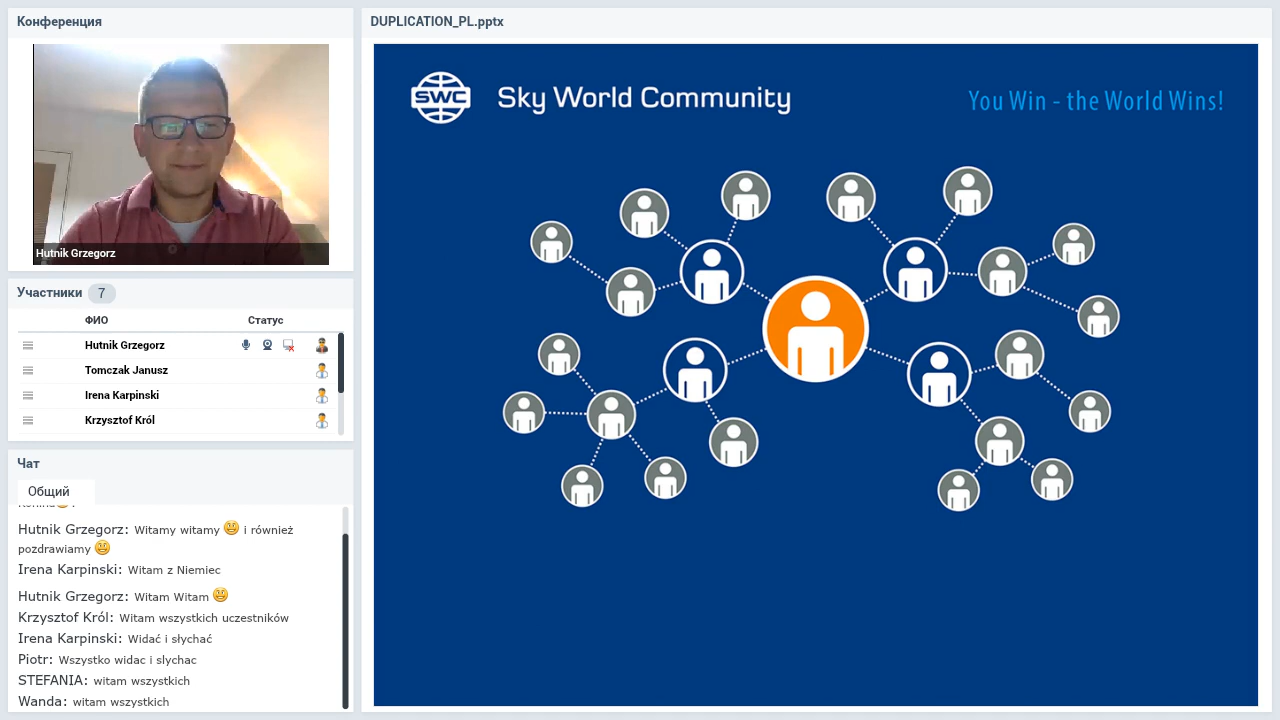 Конференция
Hutnik Grzegorz
Участники 7
ФИО Статус
Hutnik Grzegorz
Tomczak Janusz
Irena Karpinski
Krzysztof Król
Чат
Общий
Hutnik Grzegorz: Witamy witamy i również
pozdrawiamy
Irena Karpinski: Witam z Niemiec
Hutnik Grzegorz: Witam Witam
Krzysztof Król: Witam wszystkich uczestników
Irena Karpinski: Widać i słychać
Piotr: Wszystko widac i slychac
STEFANIA: witam wszystkich
Wanda: witam wszystkich
DUPLICATION_PL.pptx
SWC Sky World Community
You Win - the World Wins!